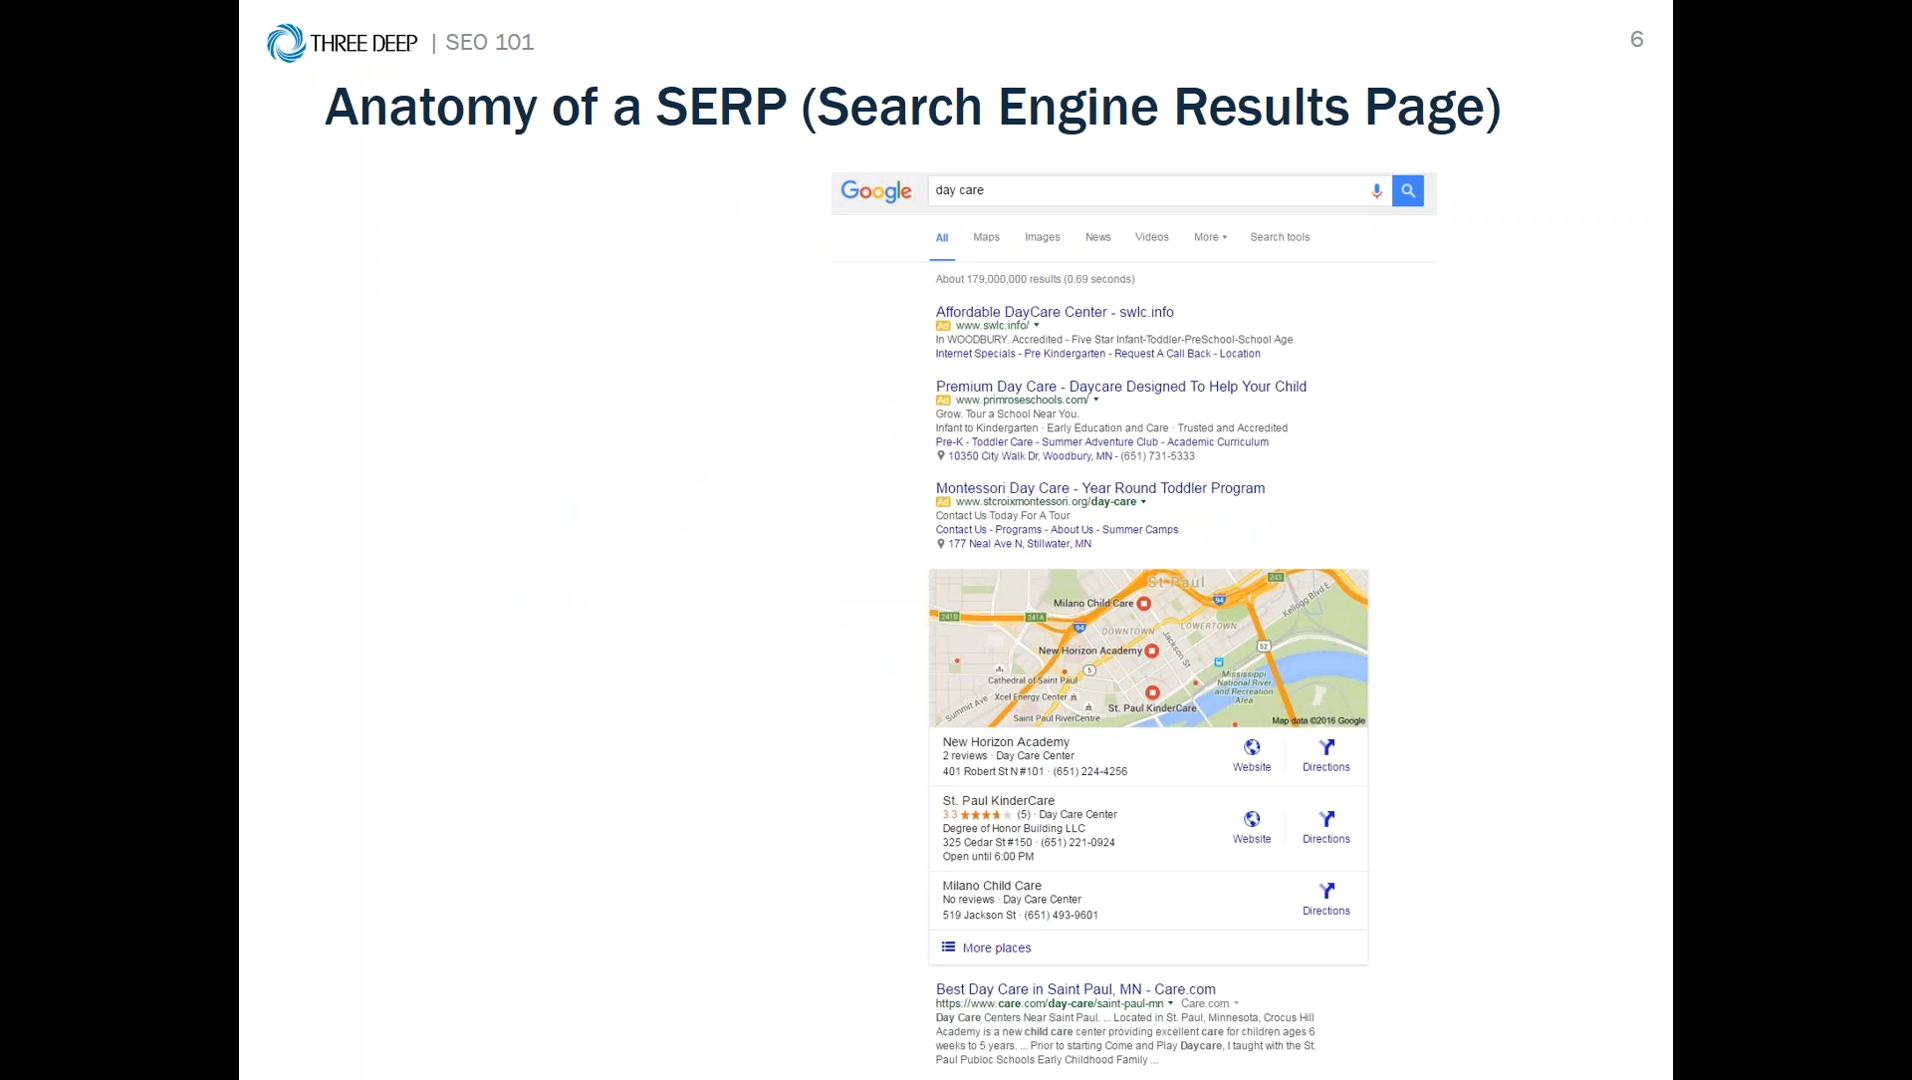 THREE DEEP | SEO 101
6
Anatomy of a SERP (Search Engine Results Page)
Google
day care
All Maps Images News Videos More Search tools
About 179,000,000 results (0.69 seconds)
Affordable DayCare Center - swlc.info
Ad www.swlc.info/
In WOODBURY. Accredited - Five Star Infant-Toddler-PreSchool-School Age
Internet Specials - Pre Kindergarten - Request A Call Back - Location
Premium Day Care - Daycare Designed To Help Your Child
Ad www.primroseschools.com/
Grow. Tour a School Near You.
Infant to Kindergarten · Early Education and Care · Trusted and Accredited
Pre-K - Toddler Care - Summer Adventure Club - Academic Curriculum
10350 City Walk Dr, Woodbury, MN - (651) 731-5333
Montessori Day Care - Year Round Toddler Program
Ad www.stcroixmontessori.org/day-care
Contact Us Today For A Tour
Contact Us - Programs - About Us - Summer Camps
177 Neal Ave N, Stillwater, MN
St Paul
243
Milano Child Care
94
Kellogg Blvd E
241B
241A
94
DOWNTOWN
LOWERTOWN
Jackson St
52
New Horizon Academy
5
Cathedral of Saint Paul
Mississippi
National River
and Recreation
Area
Xcel Energy Center
Summit Ave
St. Paul KinderCare
Saint Paul RiverCentre
Map data ©2016 Google
New Horizon Academy
2 reviews · Day Care Center
401 Robert St N #101 · (651) 224-4256
Website Directions
St. Paul KinderCare
3.3 (5) · Day Care Center
Degree of Honor Building LLC
325 Cedar St #150 · (651) 221-0924
Open until 6:00 PM
Website Directions
Milano Child Care
No reviews · Day Care Center
519 Jackson St · (651) 493-9601
Directions
More places
Best Day Care in Saint Paul, MN - Care.com
https://www.care.com/day-care/saint-paul-mn Care.com
Day Care Centers Near Saint Paul. ... Located in St. Paul, Minnesota, Crocus Hill
Academy is a new child care center providing excellent care for children ages 6
weeks to 5 years. ... Prior to starting Come and Play Daycare, I taught with the St.
Paul Publoc Schools Early Childhood Family ...